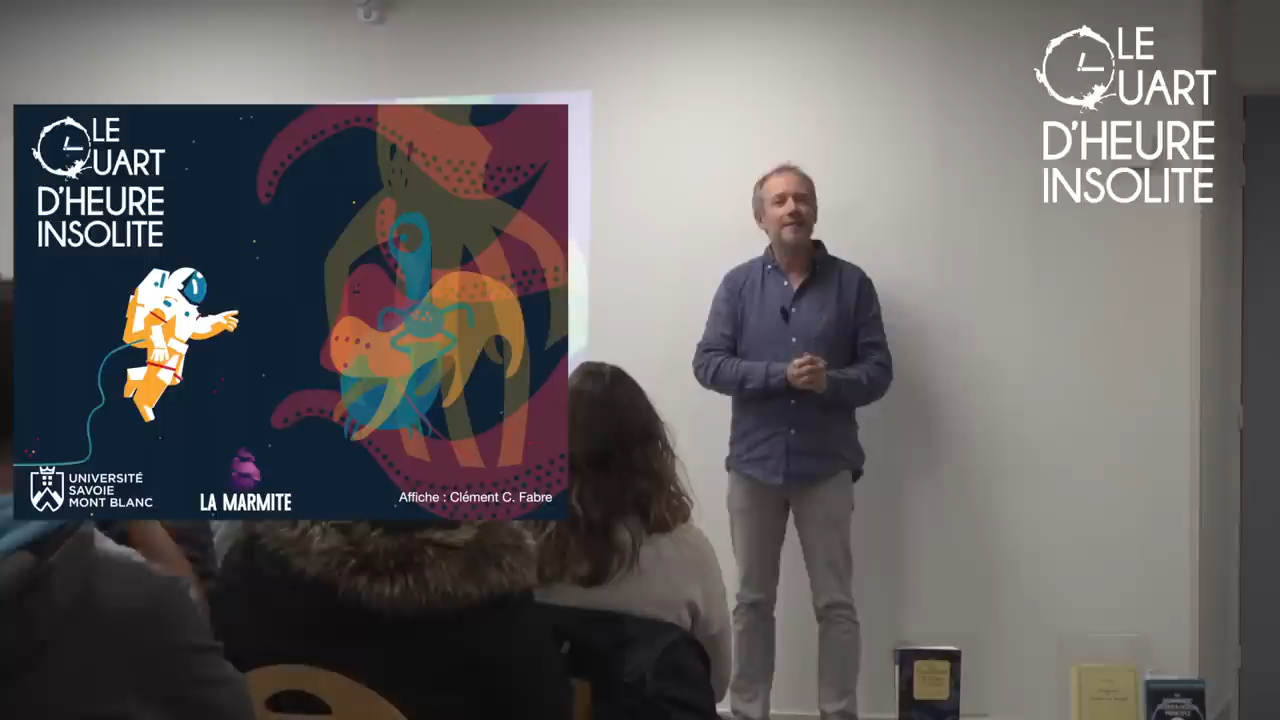 LE
QUART
D'HEURE
INSOLITE
UNIVERSITÉ
SAVOIE
MONT BLANC
LA MARMITE
Affiche : Clément C. Fabre
LE
QUART
D'HEURE
INSOLITE